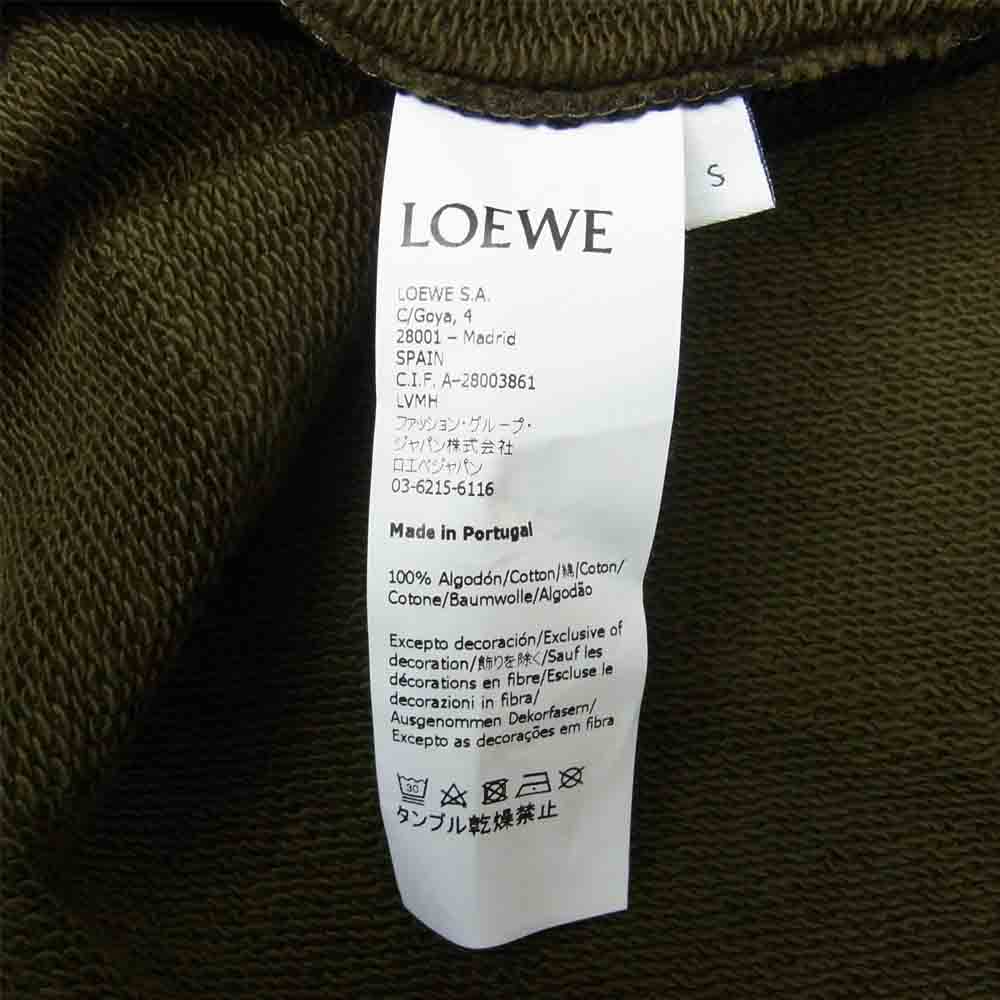 S
LOEWE
LOEWE S.A.
C/Goya, 4
28001 – Madrid
SPAIN
C.I.F. A-28003861
LVMH
ファッション・グループ・
ジャパン株式会社
ロエベジャパン
03-6215-6116
Made in Portugal
100% Algodón/Cotton/綿/Coton/
Cotone/Baumwolle/Algodão
Excepto decoración/Exclusive of
decoration/飾りを除く/Sauf les
décorations en fibre/Escluse le
decorazioni in fibra/
Ausgenommen Dekorfasern/
Excepto as decorações em fibra
30
タンブル乾燥禁止